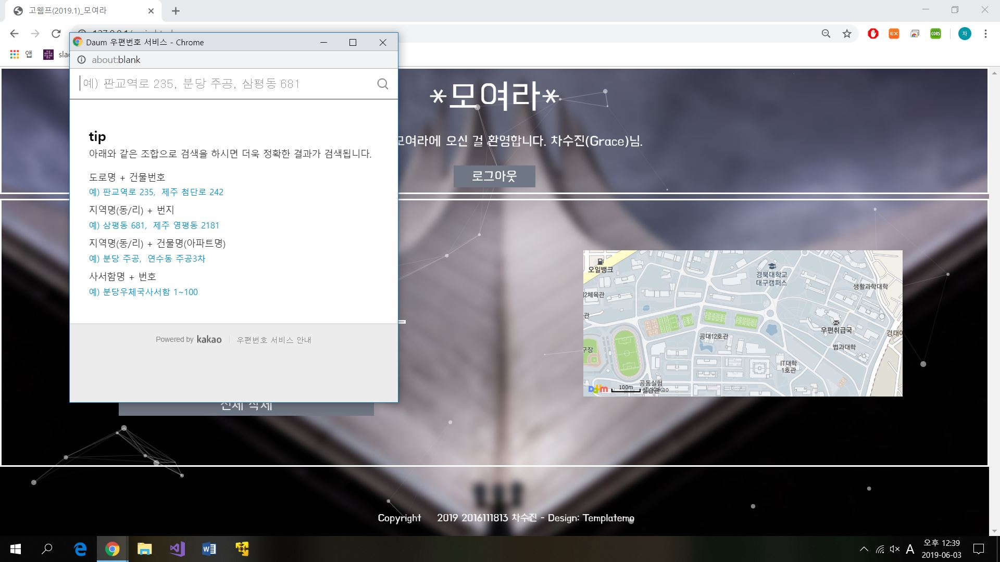 고웹프(2019.1)_모여라
앱
Daum 우편번호 서비스 - Chrome
about:blank
예) 판교역로 235, 분당 주공, 삼평동 681
tip
아래와 같은 조합으로 검색을 하시면 더욱 정확한 결과가 검색됩니다.
도로명 + 건물번호
예) 판교역로 235, 제주 첨단로 242
지역명(동/리) + 번지
예) 삼평동 681, 제주 영평동 2181
지역명(동/리) + 건물명(아파트명)
예) 분당 주공, 연수동 주공3차
사서함명 + 번호
예) 분당우체국사서함 1~100
Powered by kakao
우편번호 서비스 안내
*모여라*
모여라에 오신 걸 환영합니다. 차수진(Grace)님.
로그아웃
오일뱅크
경북대학교
대구캠퍼스
생활과학대학
2체육관
관
우편취급국
공대12호관
법과대학
구장
IT대학
1호관
공동실험
실습관
Daum
100m
전체 삭제
Copyright 2019 2016111813 차수진 - Design: Templatemo
EX
CORS
차
A
오후 12:39
2019-06-03